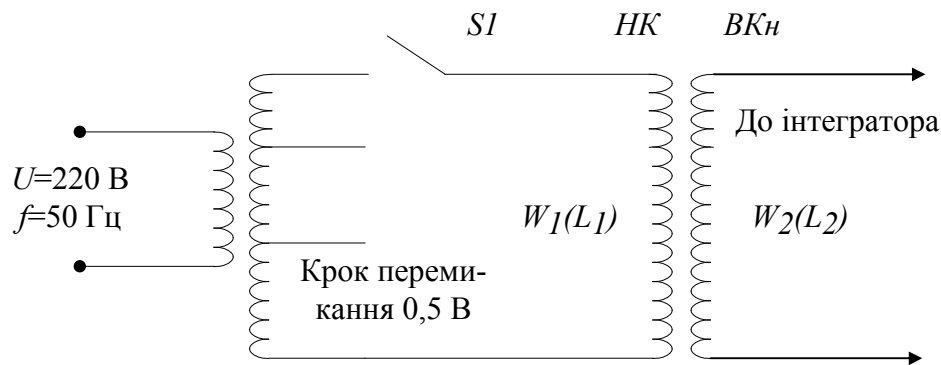 S1 НК ВКн
До інтегратора
U=220 В
f=50 Гц
W1(L1) W2(L2)
Крок переми-
кання 0,5 В